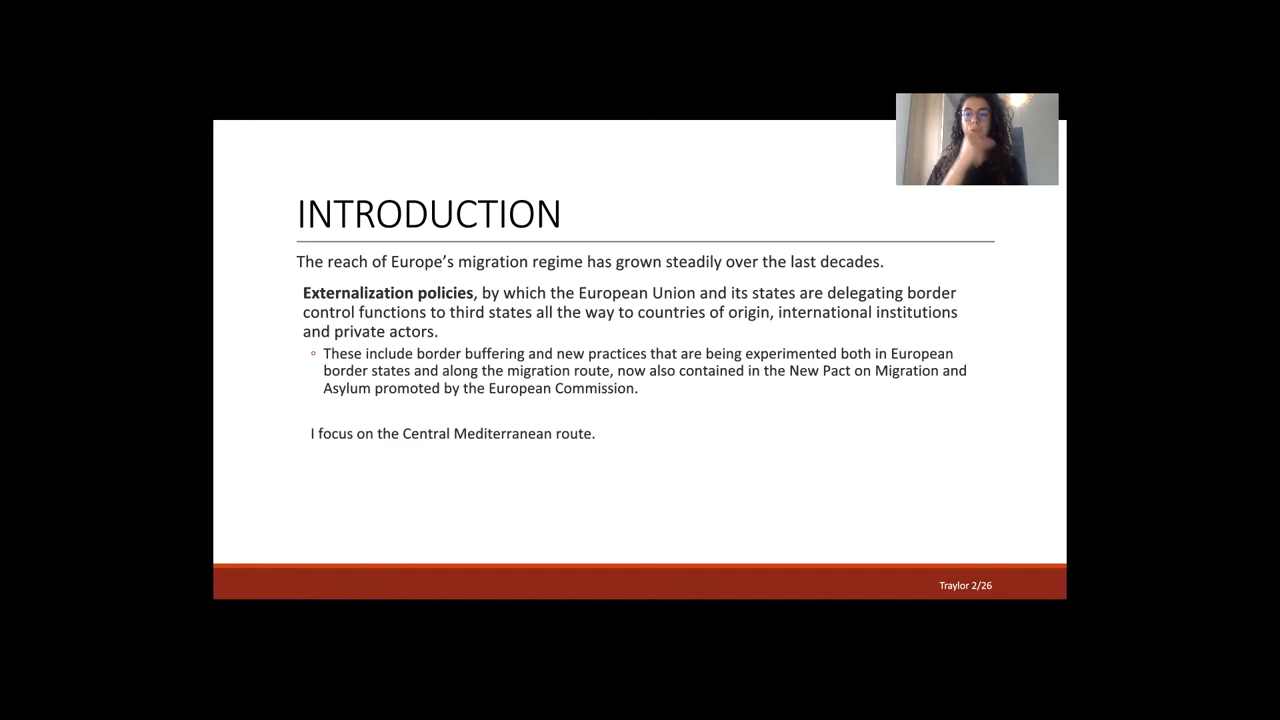 INTRODUCTION
The reach of Europe’s migration regime has grown steadily over the last decades.
Externalization policies, by which the European Union and its states are delegating border
control functions to third states all the way to countries of origin, international institutions
and private actors.
◦ These include border buffering and new practices that are being experimented both in European
border states and along the migration route, now also contained in the New Pact on Migration and
Asylum promoted by the European Commission.
I focus on the Central Mediterranean route.
Traylor 2/26